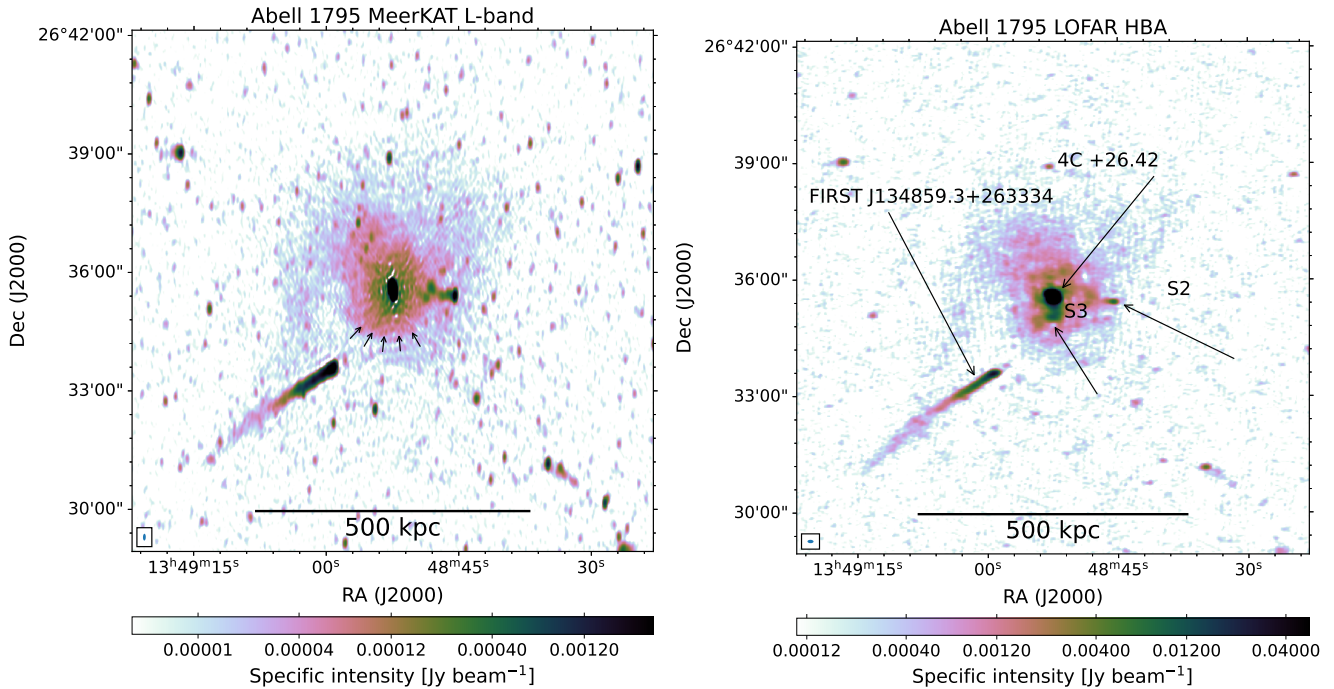 Abell 1795 MeerKAT L-band
26°42'00"
39'00"
36'00"
33'00"
30'00"
Dec (J2000)
500 kpc
13ʰ49ᵐ15ˢ 00ˢ 48ᵐ45ˢ 30ˢ
RA (J2000)
0.00001 0.00004 0.00012 0.00040 0.00120
Specific intensity [Jy beam⁻¹]
Abell 1795 LOFAR HBA
26°42'00"
39'00"
36'00"
33'00"
30'00"
Dec (J2000)
4C +26.42
FIRST J134859.3+263334
S2
S3
500 kpc
13ʰ49ᵐ15ˢ 00ˢ 48ᵐ45ˢ 30ˢ
RA (J2000)
0.00012 0.00040 0.00120 0.00400 0.01200 0.04000
Specific intensity [Jy beam⁻¹]